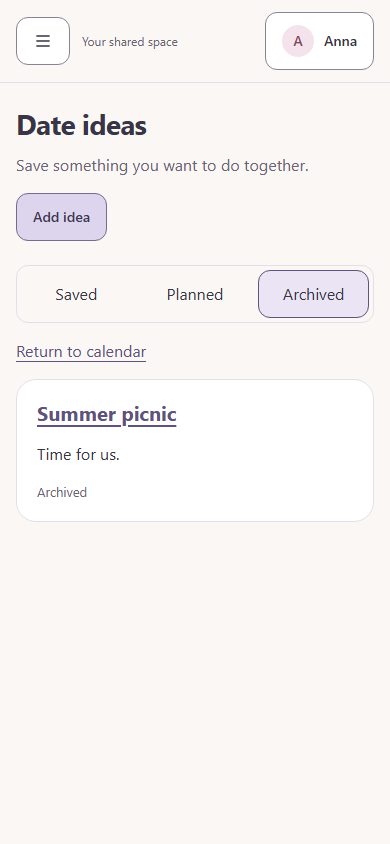 Your shared space
A Anna
Date ideas
Save something you want to do together.
Add idea
Saved Planned Archived
Return to calendar
Summer picnic
Time for us.
Archived